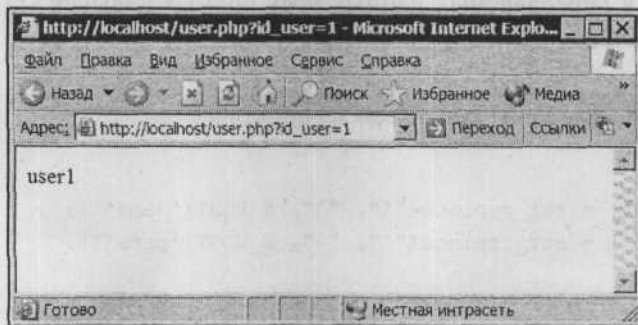 http://localhost/user.php?id_user=1 - Microsoft Internet Explo...
Файл Правка Вид Избранное Сервис Справка
Назад Поиск Избранное Медиа »
Адрес: http://localhost/user.php?id_user=1 Переход Ссылки
user1
Готово Местная интрасеть